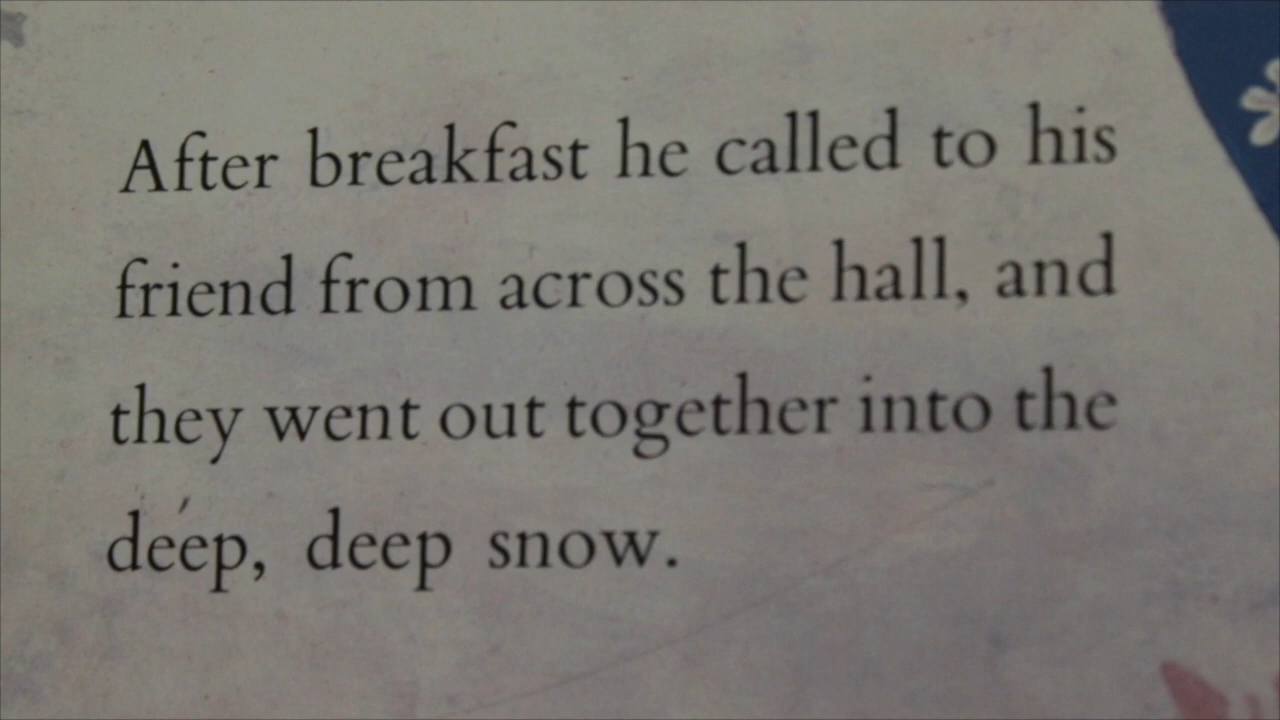 After breakfast he called to his
friend from across the hall, and
they went out together into the
deep, deep snow.